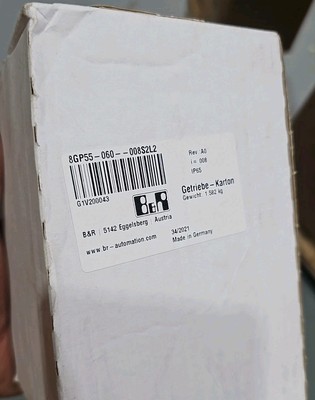 8GP55-060--008S2L2
Rev. A0
i= 008
IP65
01V200043
B&R
Getriebe-Karton
Gewicht 1.582 kg
B&R | 5142 Eggelsberg | Austria
www.br-automation.com
34/2021
Made in Germany